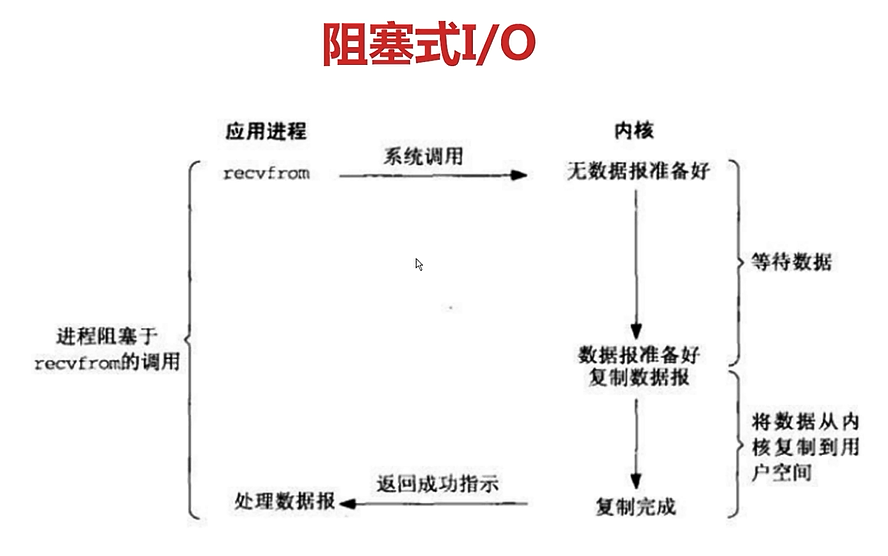 阻塞式I/O
应用进程
内核
系统调用
recvfrom
无数据报准备好
等待数据
进程阻塞于
recvfrom的调用
数据报准备好
复制数据报
将数据从内
核复制到用
户空间
返回成功指示
处理数据报
复制完成